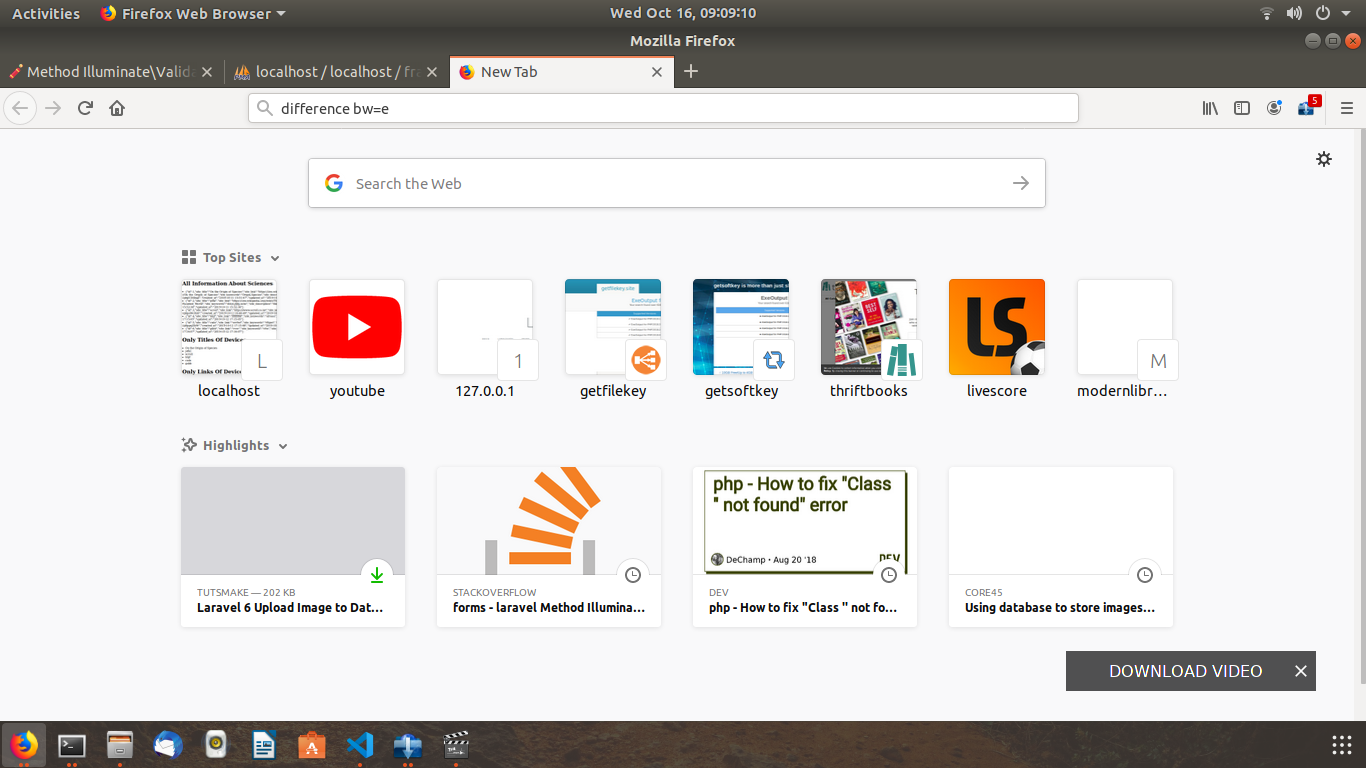 Activities Firefox Web Browser Wed Oct 16, 09:09:10
Mozilla Firefox
Method Illuminate\Valida localhost / localhost / fra New Tab
difference bw=e 5
Search the Web
Top Sites
All Information About Sciences
Only Titles Of Device
Only Links Of Devic
L
1
getfilekey.site
getsoftkey is more than just s
LS
M
localhost youtube 127.0.0.1 getfilekey getsoftkey thriftbooks livescore modernlibr...
Highlights
php - How to fix "Class
" not found" error
DeChamp • Aug 20 '18
DEV
TUTSMAKE — 202 KB STACKOVERFLOW DEV CORE45
Laravel 6 Upload Image to Dat... forms - laravel Method Illumina... php - How to fix "Class '' not fo... Using database to store images...
DOWNLOAD VIDEO